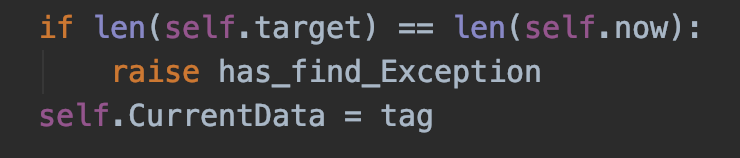 if len(self.target) == len(self.now):
    raise has_find_Exception
self.CurrentData = tag